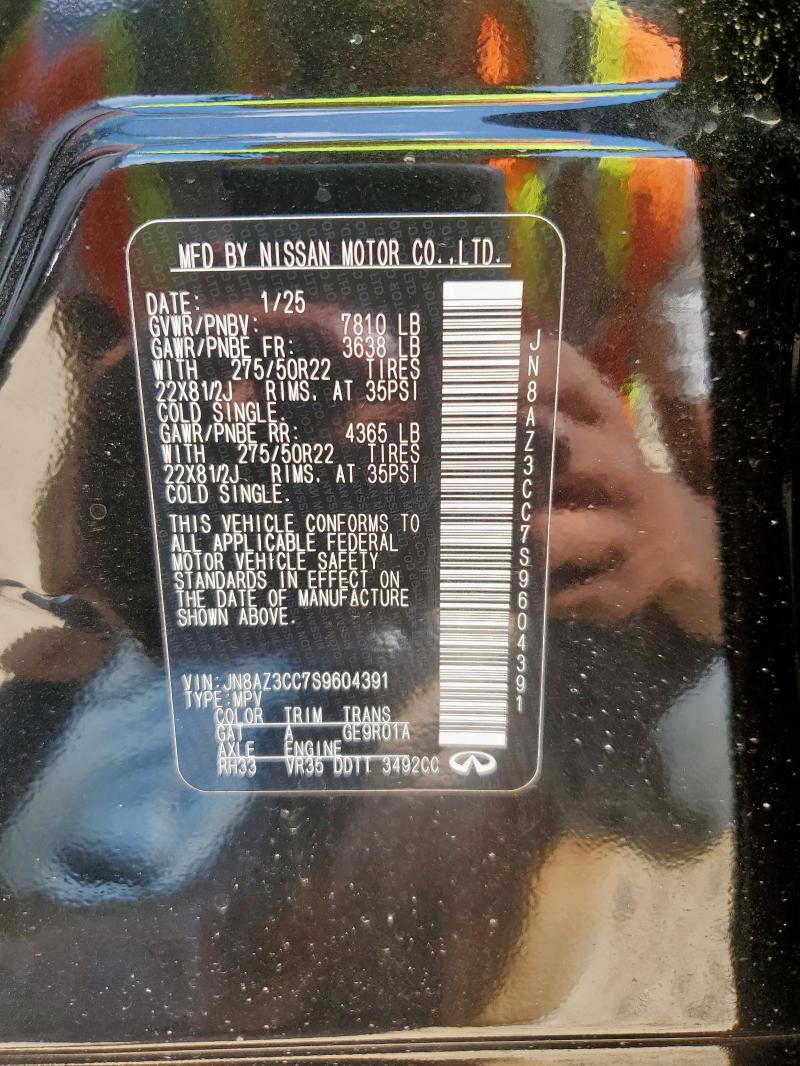 MFD BY NISSAN MOTOR CO.,LTD.
DATE: 1/25
GVWR/PNBV: 7810 LB
GAWR/PNBE FR: 3638 LB
WITH 275/50R22 TIRES
22X81/2J RIMS. AT 35PSI
COLD SINGLE.
GAWR/PNBE RR: 4365 LB
WITH 275/50R22 TIRES
22X81/2J RIMS. AT 35PSI
COLD SINGLE.
THIS VEHICLE CONFORMS TO
ALL APPLICABLE FEDERAL
MOTOR VEHICLE SAFETY
STANDARDS IN EFFECT ON
THE DATE OF MANUFACTURE
SHOWN ABOVE.
VIN:JN8AZ3CC7S9604391
TYPE:MPV
COLOR TRIM TRANS
GAT A GE9R01A
AXLE ENGINE
RH33 VR35 DDTT 3492CC
JN8AZ3CC7S9604391